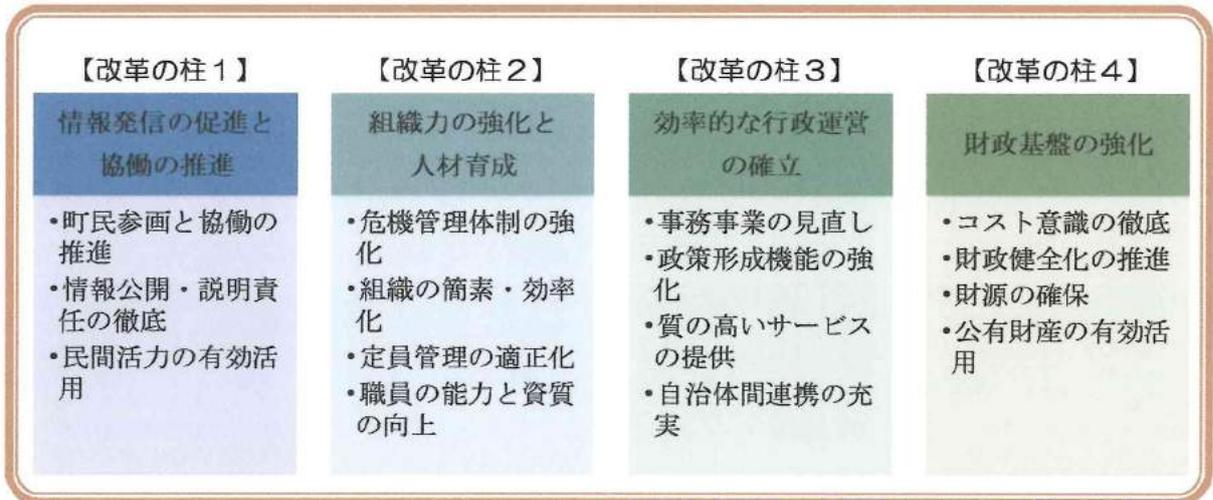 【改革の柱1】
情報発信の促進と
協働の推進
・町民参画と協働の
推進
・情報公開・説明責
任の徹底
・民間活力の有効活
用
【改革の柱2】
組織力の強化と
人材育成
・危機管理体制の強
化
・組織の簡素・効率
化
・定員管理の適正化
・職員の能力と資質
の向上
【改革の柱3】
効率的な行政運営
の確立
・事務事業の見直し
・政策形成機能の強
化
・質の高いサービス
の提供
・自治体間連携の充
実
【改革の柱4】
財政基盤の強化
・コスト意識の徹底
・財政健全化の推進
・財源の確保
・公有財産の有効活
用